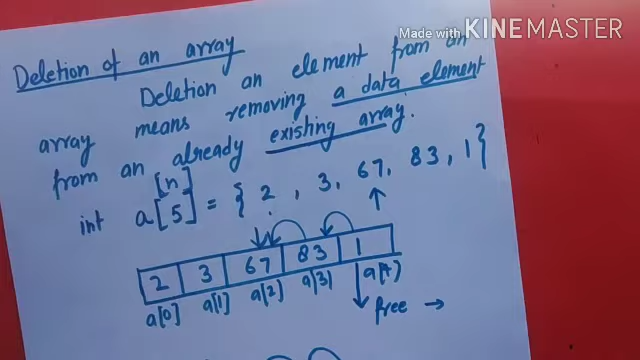 Made with KINEMASTER
Deletion of an array
Deletion an element from an
array means removing a data element
from an already existing array.
[n]
int a[5] = { 2 , 3, 67, 83, 1}
2 3 67 83 1
a[0] a[1] a[2] a[3] a[4]
free →